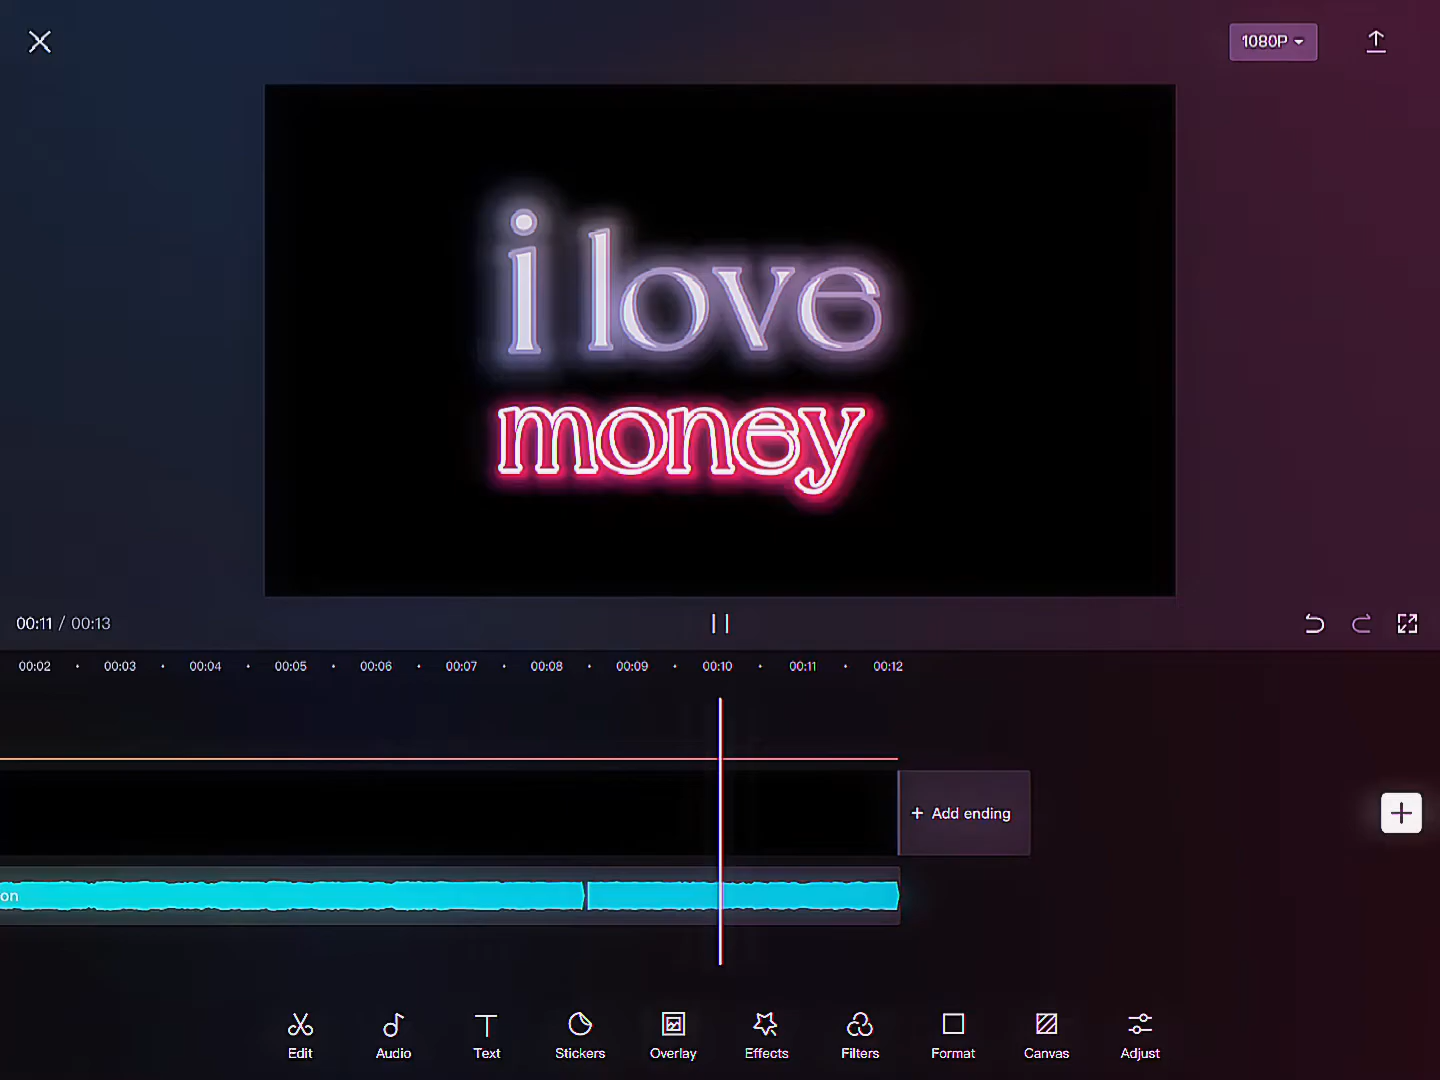 1080P
i love
money
00:11 / 00:13
00:02 00:03 00:04 00:05 00:06 00:07 00:08 00:09 00:10 00:11 00:12
+ Add ending
on
Edit Audio Text Stickers Overlay Effects Filters Format Canvas Adjust